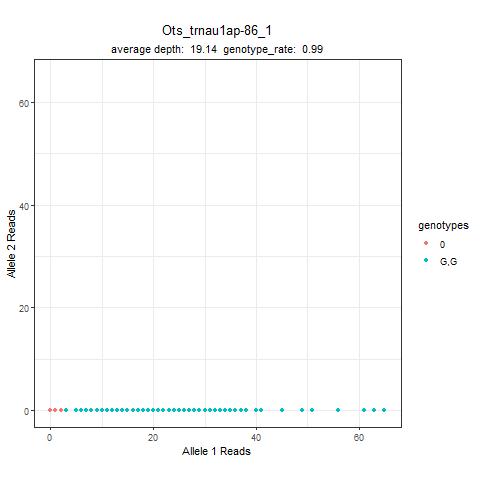 Ots_trnau1ap-86_1
average depth: 19.14 genotype_rate: 0.99
60
40
20
0
Allele 2 Reads
0 20 40 60
Allele 1 Reads
genotypes
0
G,G